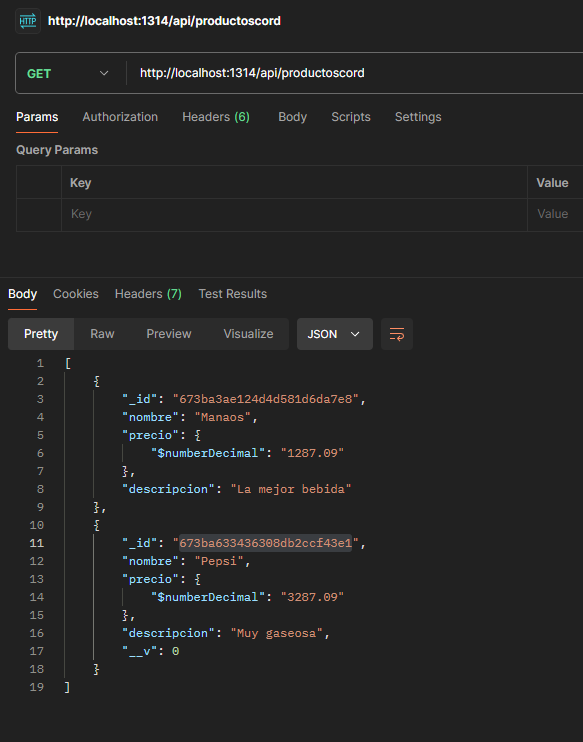 HTTP http://localhost:1314/api/productoscord
GET http://localhost:1314/api/productoscord
Params Authorization Headers (6) Body Scripts Settings
Query Params
Key Value
Key Value
Body Cookies Headers (7) Test Results
Pretty Raw Preview Visualize JSON
1 [
2 {
3 "_id": "673ba3ae124d4d581d6da7e8",
4 "nombre": "Manaos",
5 "precio": {
6 "$numberDecimal": "1287.09"
7 },
8 "descripcion": "La mejor bebida"
9 },
10 {
11 "_id": "673ba633436308db2ccf43e1",
12 "nombre": "Pepsi",
13 "precio": {
14 "$numberDecimal": "3287.09"
15 },
16 "descripcion": "Muy gaseosa",
17 "__v": 0
18 }
19 ]